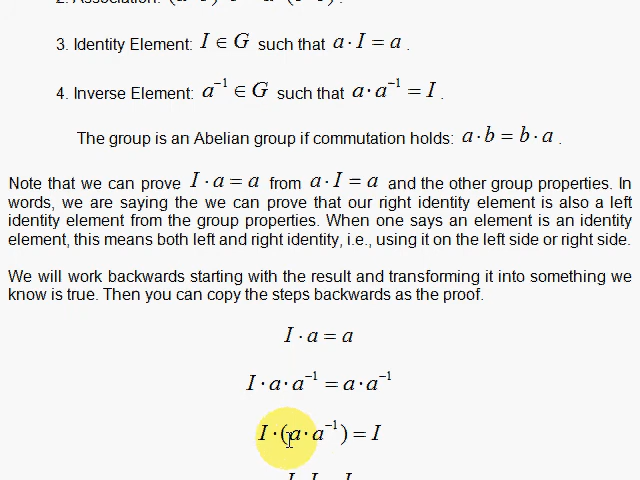 2. Association:
3. Identity Element: I ∈ G such that a · I = a .
4. Inverse Element: a⁻¹ ∈ G such that a · a⁻¹ = I .
The group is an Abelian group if commutation holds: a · b = b · a .
Note that we can prove I · a = a from a · I = a and the other group properties. In
words, we are saying the we can prove that our right identity element is also a left
identity element from the group properties. When one says an element is an identity
element, this means both left and right identity, i.e., using it on the left side or right side.
We will work backwards starting with the result and transforming it into something we
know is true. Then you can copy the steps backwards as the proof.
I · a = a
I · a · a⁻¹ = a · a⁻¹
I · (a · a⁻¹) = I